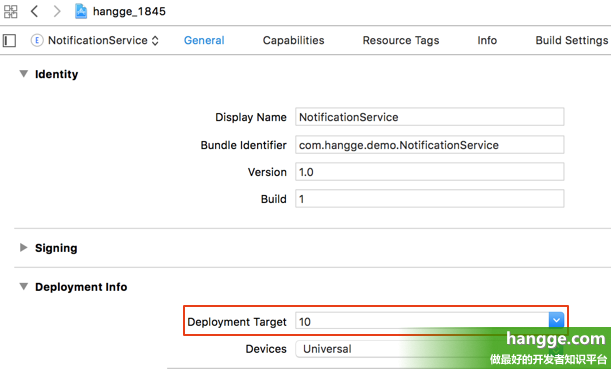 hangge_1845
E NotificationService General Capabilities Resource Tags Info Build Settings
Identity
Display Name NotificationService
Bundle Identifier com.hangge.demo.NotificationService
Version 1.0
Build 1
Signing
Deployment Info
Deployment Target 10
Devices Universal
hangge.com
做最好的开发者知识平台